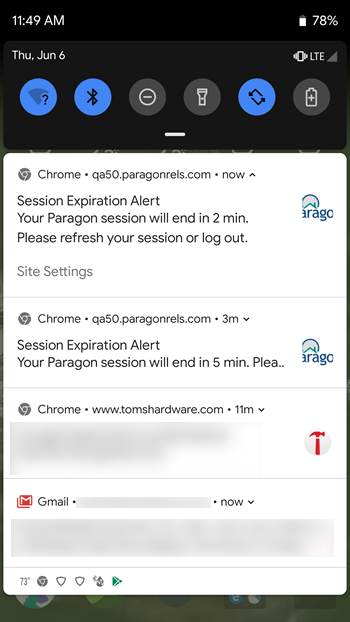 11:49 AM
78%
Thu, Jun 6
LTE
?
Chrome • qa50.paragonrels.com • now
Session Expiration Alert
Your Paragon session will end in 2 min.
Please refresh your session or log out.
arago
Site Settings
Chrome • qa50.paragonrels.com • 3m
Session Expiration Alert
Your Paragon session will end in 5 min. Plea..
arago
Chrome • www.tomshardware.com • 11m
Gmail •
• now
73°